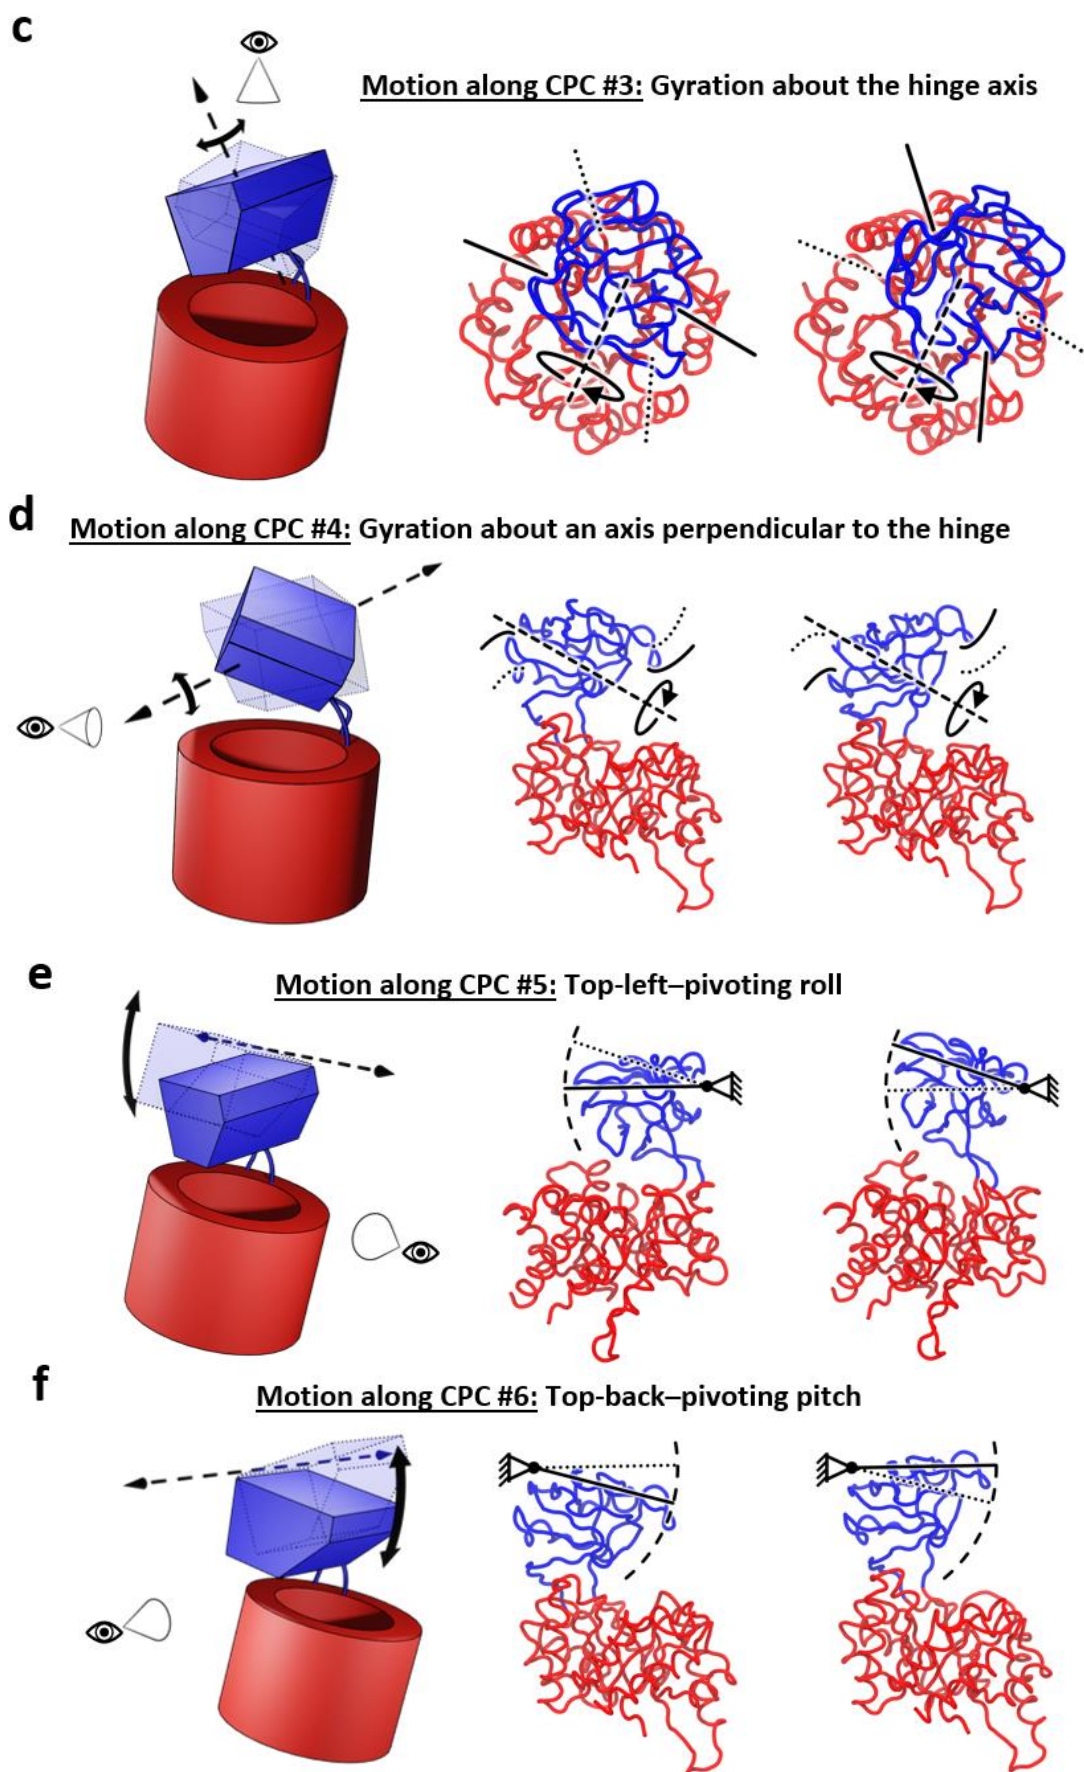 c
Motion along CPC #3: Gyration about the hinge axis
d
Motion along CPC #4: Gyration about an axis perpendicular to the hinge
e
Motion along CPC #5: Top-left–pivoting roll
f
Motion along CPC #6: Top-back–pivoting pitch